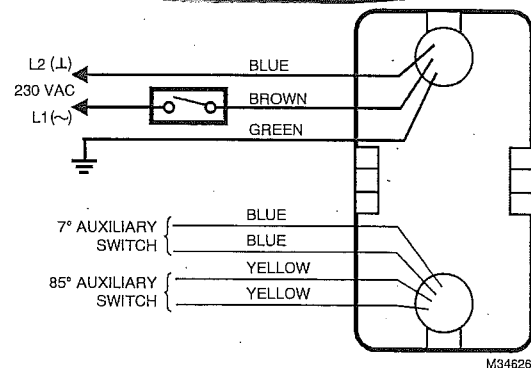 L2 (⊥)
BLUE
230 VAC
BROWN
L1 (∼)
GREEN
7° AUXILIARY
SWITCH
BLUE
BLUE
85° AUXILIARY
SWITCH
YELLOW
YELLOW
M34626